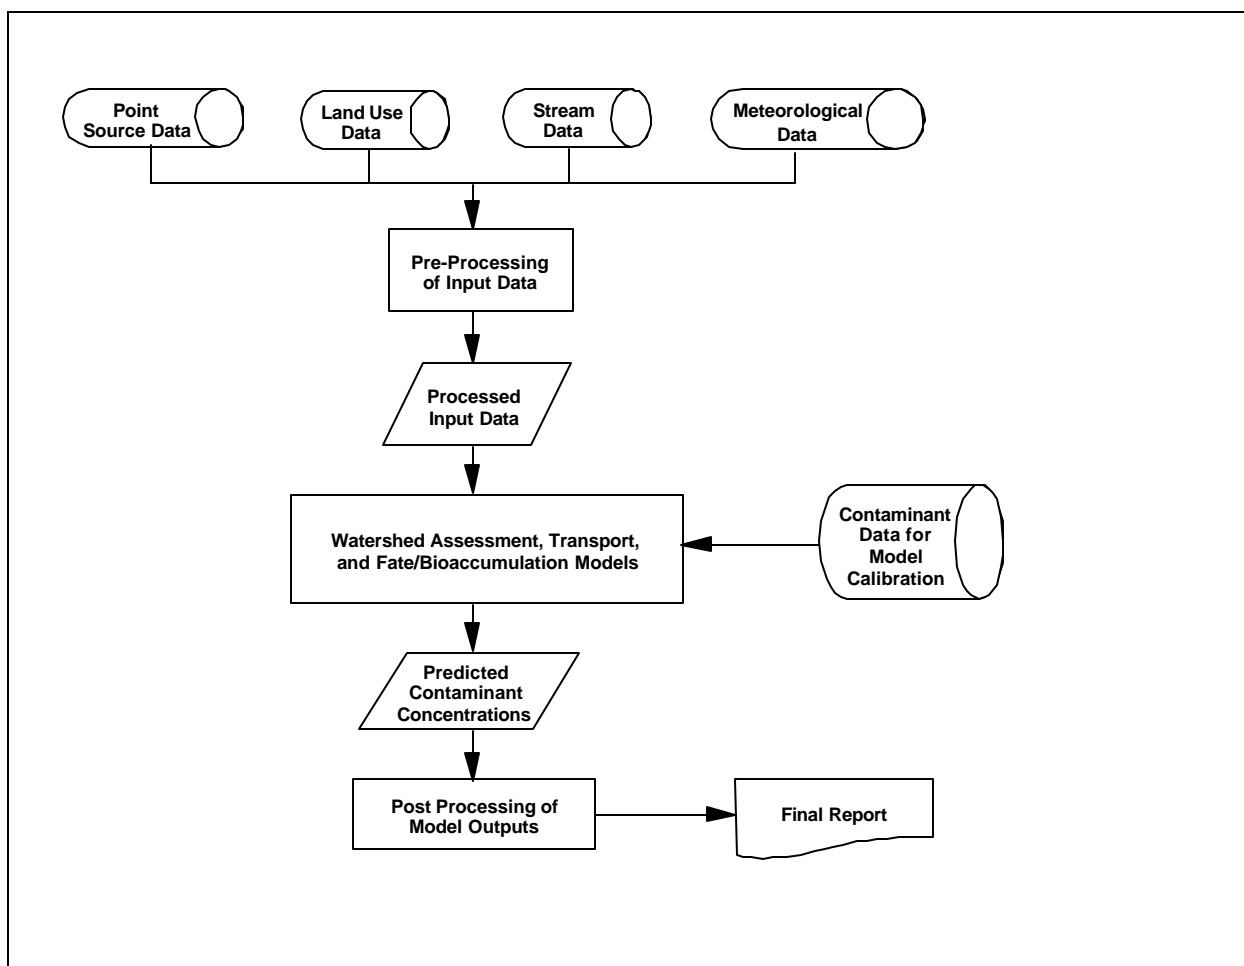 Point
Source Data
Land Use
Data
Stream
Data
Meteorological
Data
Pre-Processing
of Input Data
Processed
Input Data
Watershed Assessment, Transport,
and Fate/Bioaccumulation Models
Contaminant
Data for
Model
Calibration
Predicted
Contaminant
Concentrations
Post Processing of
Model Outputs
Final Report